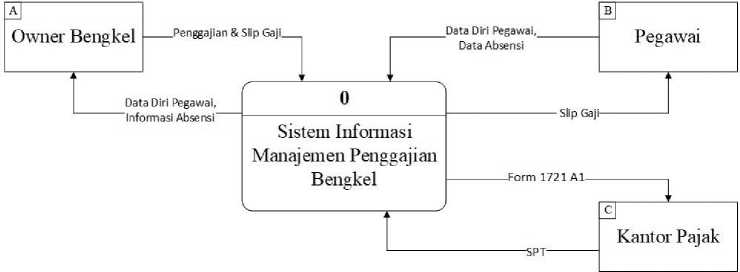 A
Owner Bengkel
Penggajian & Slip Gaji
Data Diri Pegawai,
Data Absensi
B
Pegawai
Data Diri Pegawai,
Informasi Absensi
0
Sistem Informasi
Manajemen Penggajian
Bengkel
Slip Gaji
Form 1721 A1
C
Kantor Pajak
SPT